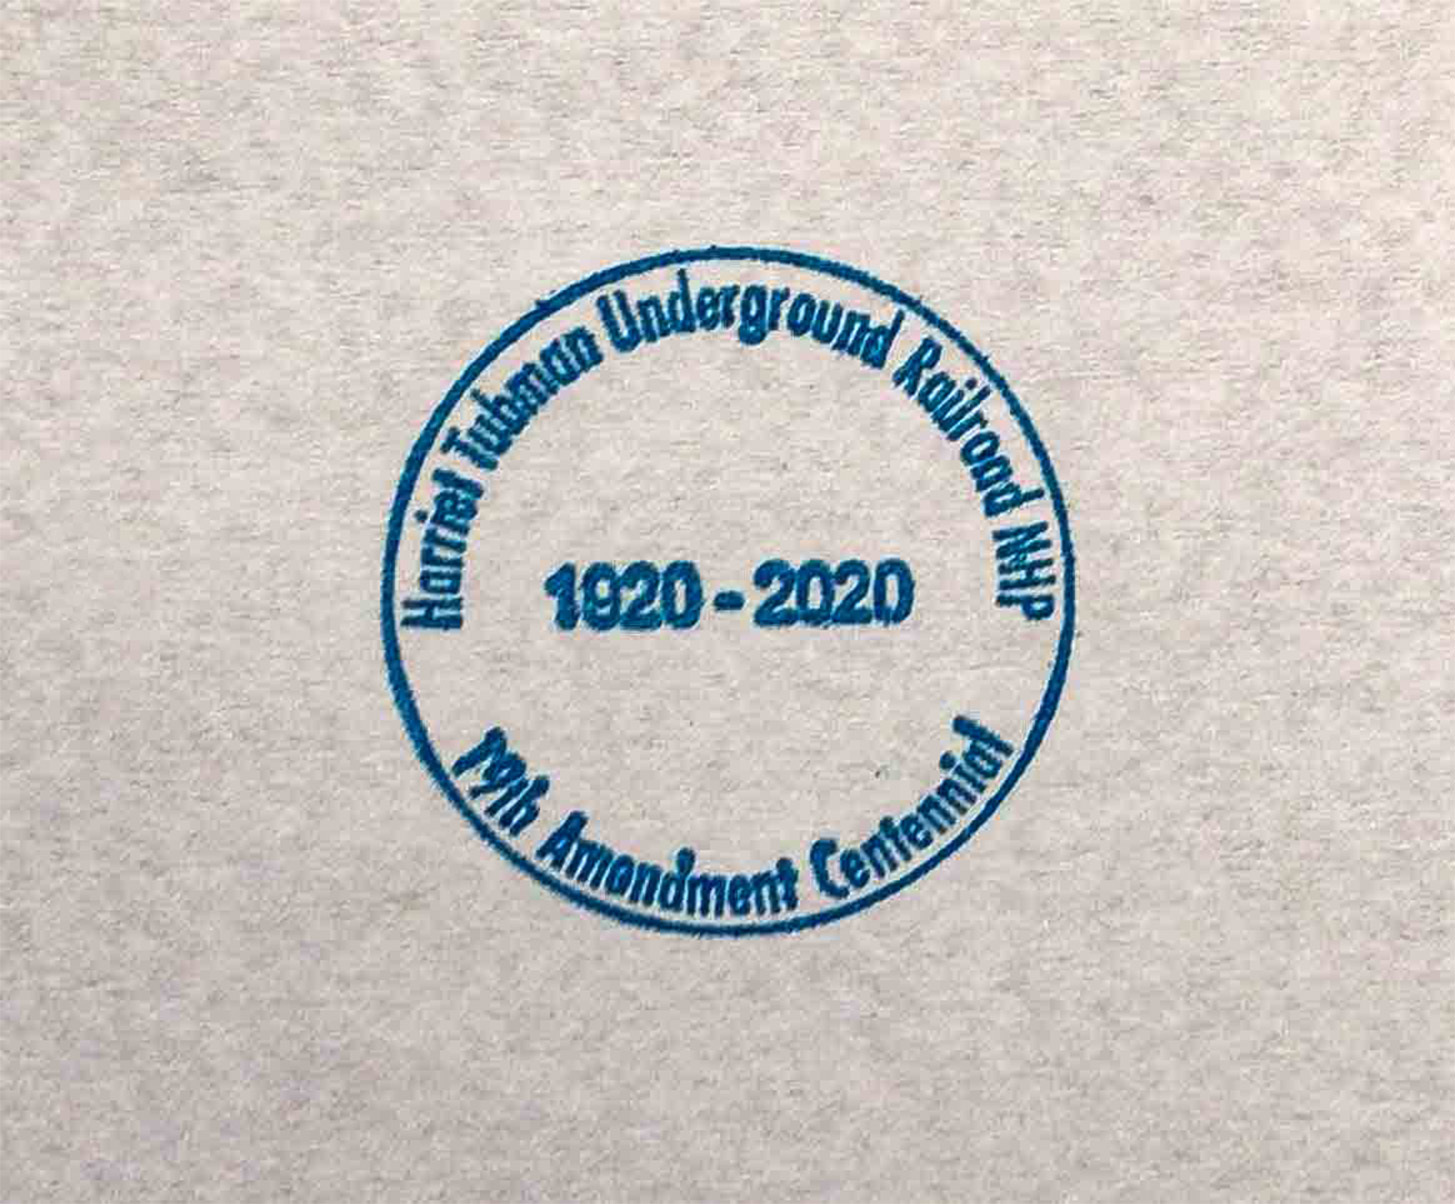 Harriet Tubman Underground Railroad NHP
1920-2020
19th Amendment Centennial